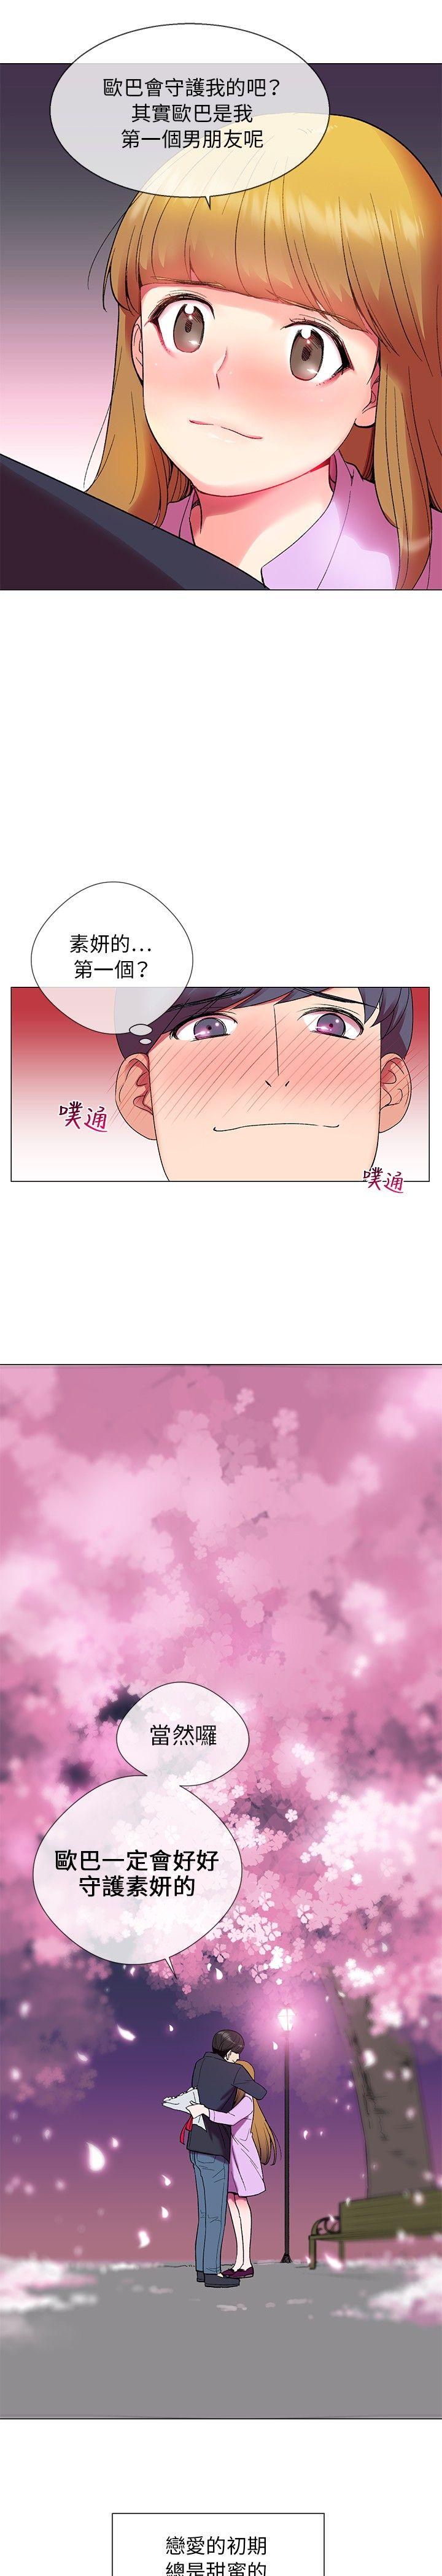 歐巴會守護我的吧？
其實歐巴是我
第一個男朋友呢
素妍的...
第一個？
噗通
噗通
當然囉
歐巴一定會好好
守護素妍的
戀愛的初期
總是甜蜜的